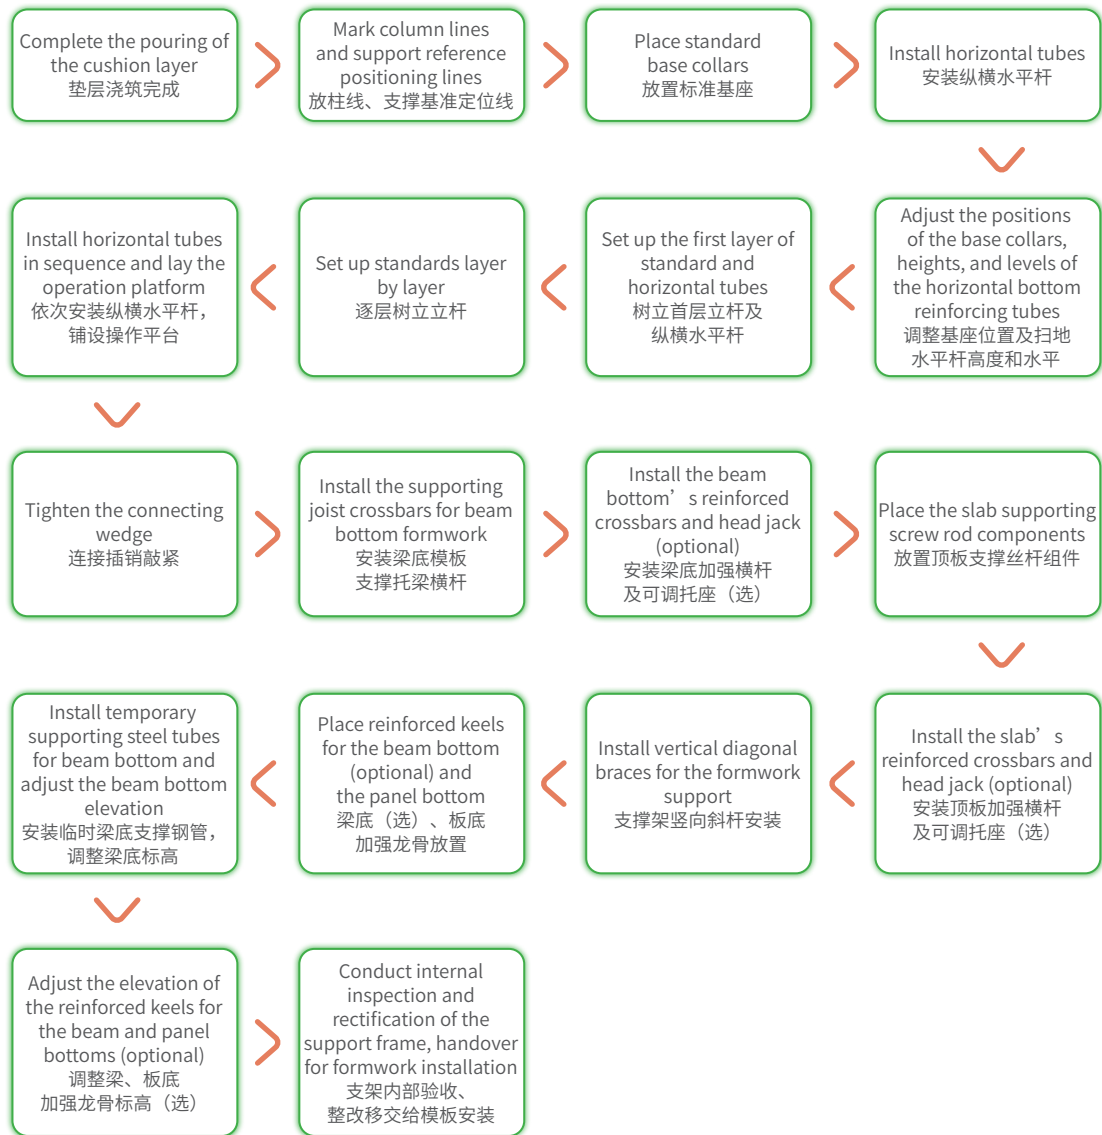 Complete the pouring of
the cushion layer
垫层浇筑完成
Mark column lines
and support reference
positioning lines
放柱线、支撑基准定位线
Place standard
base collars
放置标准基座
Install horizontal tubes
安装纵横水平杆
Adjust the positions
of the base collars,
heights, and levels of
the horizontal bottom
reinforcing tubes
调整基座位置及扫地
水平杆高度和水平
Set up the first layer of
standard and
horizontal tubes
树立首层立杆及
纵横水平杆
Set up standards layer
by layer
逐层树立立杆
Install horizontal tubes
in sequence and lay the
operation platform
依次安装纵横水平杆，
铺设操作平台
Tighten the connecting
wedge
连接插销敲紧
Install the supporting
joist crossbars for beam
bottom formwork
安装梁底模板
支撑托梁横杆
Install the beam
bottom’s reinforced
crossbars and head jack
(optional)
安装梁底加强横杆
及可调托座（选）
Place the slab supporting
screw rod components
放置顶板支撑丝杆组件
Install the slab’s
reinforced crossbars and
head jack (optional)
安装顶板加强横杆
及可调托座（选）
Install vertical diagonal
braces for the formwork
support
支撑架竖向斜杆安装
Place reinforced keels
for the beam bottom
(optional) and
the panel bottom
梁底（选）、板底
加强龙骨放置
Install temporary
supporting steel tubes
for beam bottom and
adjust the beam bottom
elevation
安装临时梁底支撑钢管，
调整梁底标高
Adjust the elevation of
the reinforced keels for
the beam and panel
bottoms (optional)
调整梁、板底
加强龙骨标高（选）
Conduct internal
inspection and
rectification of the
support frame, handover
for formwork installation
支架内部验收、
整改移交给模板安装